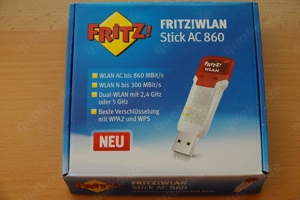 FRITZ!
FRITZ!WLAN
Stick AC 860
WLAN AC bis 860 MBit/s
WLAN N bis 300 MBit/s
Dual-WLAN mit 2,4 GHz
oder 5 GHz
Beste Verschlüsselung
mit WPA2 und WPS
NEU
FRITZ!
WLAN
FRITZ!WLAN
Stick AC 860